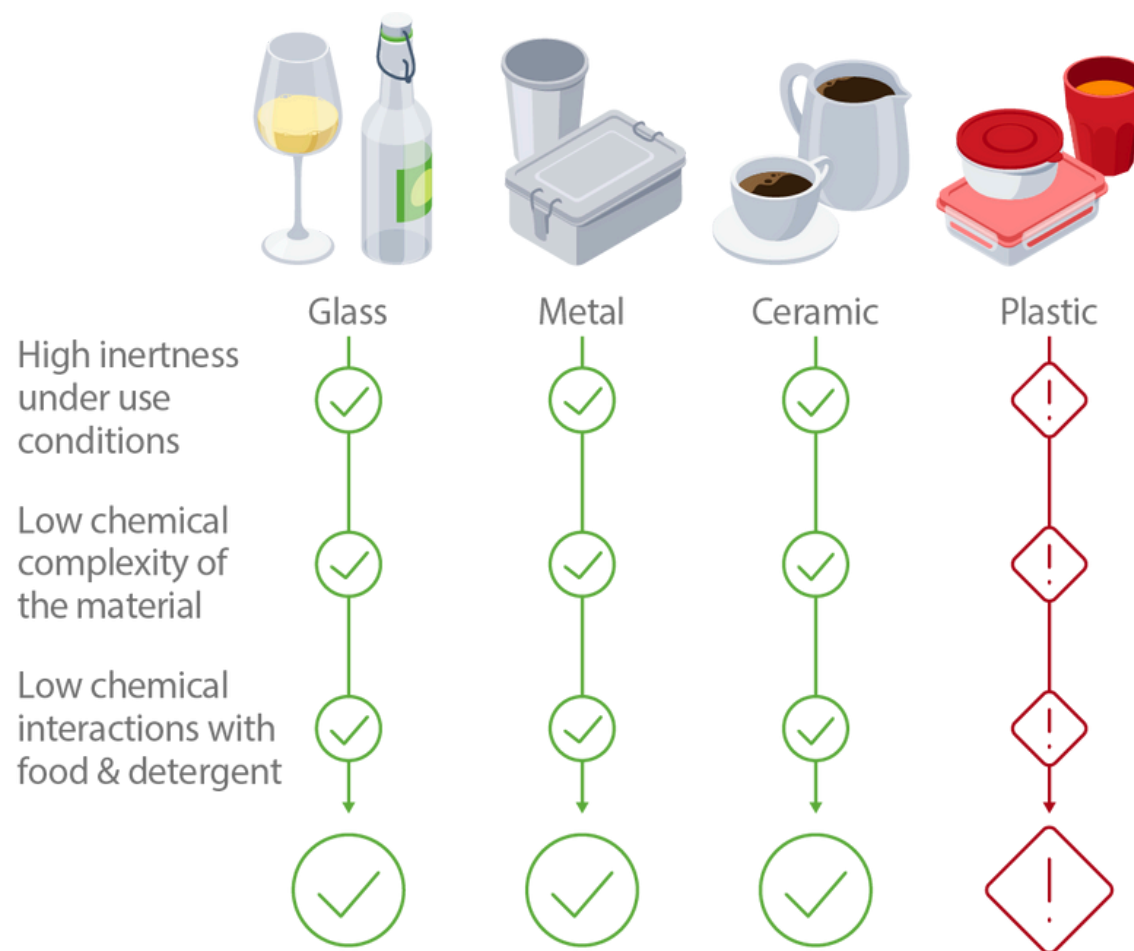 Glass
Metal
Ceramic
Plastic
High inertness
under use
conditions
Low chemical
complexity of
the material
Low chemical
interactions with
food & detergent